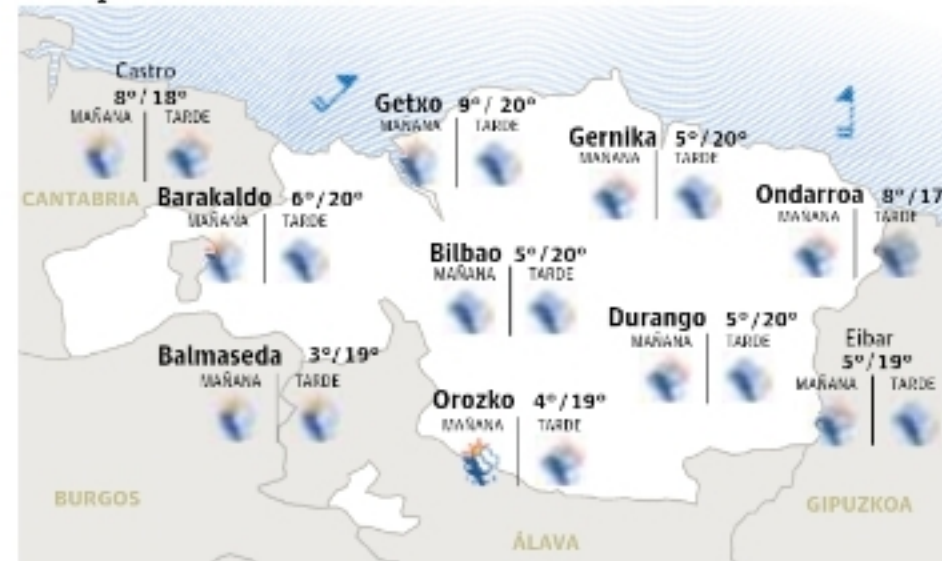 Castro
8º/18º
MAÑANA TARDE
Getxo 9º/20º
MAÑANA TARDE
Gernika 5º/20º
MAÑANA TARDE
CANTABRIA
Barakaldo 6º/20º
MAÑANA TARDE
Ondarroa 8º/17
MAÑANA TARDE
Bilbao 5º/20º
MAÑANA TARDE
Durango 5º/20º
MAÑANA TARDE
Eibar
5º/19º
MAÑANA TARDE
Balmaseda 3º/19º
MAÑANA TARDE
Orozko 4º/19º
MAÑANA TARDE
BURGOS
GIPUZKOA
ÁLAVA